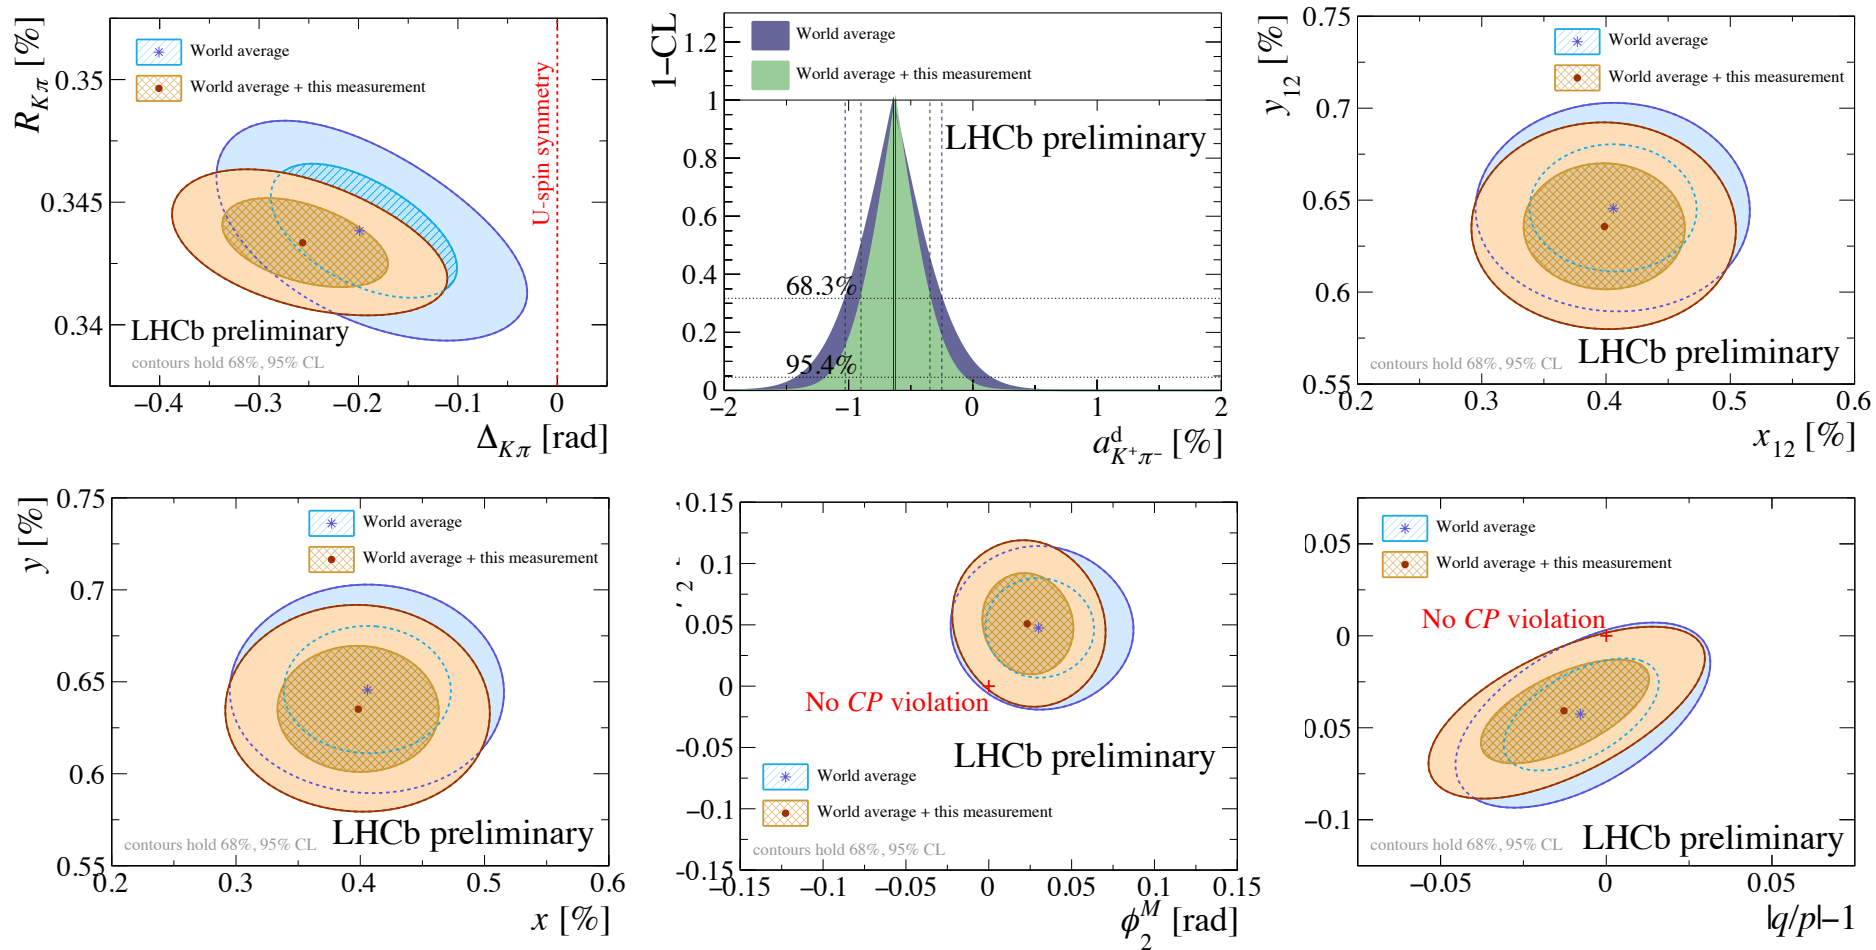 R_{Kπ} [%]
World average
World average + this measurement
0.35
0.345
0.34
U-spin symmetry
LHCb preliminary
contours hold 68%, 95% CL
−0.4 −0.3 −0.2 −0.1 0
Δ_{Kπ} [rad]
1−CL
World average
World average + this measurement
LHCb preliminary
1.2
1
0.8
0.6
0.4
0.2
0
68.3%
95.4%
−2 −1 0 1 2
a^d_{K⁺π⁻} [%]
y_{12} [%]
World average
World average + this measurement
0.75
0.7
0.65
0.6
0.55
LHCb preliminary
contours hold 68%, 95% CL
0.2 0.3 0.4 0.5 0.6
x_{12} [%]
y [%]
World average
World average + this measurement
0.75
0.7
0.65
0.6
0.55
LHCb preliminary
contours hold 68%, 95% CL
0.2 0.3 0.4 0.5 0.6
x [%]
0.15
0.1
0.05
0
−0.05
−0.1
−0.15
No CP violation
LHCb preliminary
World average
World average + this measurement
contours hold 68%, 95% CL
−0.15 −0.1 −0.05 0 0.05 0.1 0.15
ϕ^M_2 [rad]
World average
World average + this measurement
0.05
0
0.05
−0.1
No CP violation
LHCb preliminary
contours hold 68%, 95% CL
−0.05 0 0.05
|q/p|−1